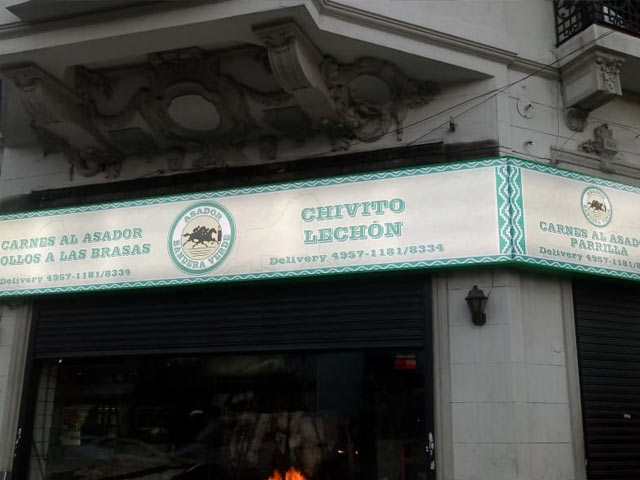 CARNES AL ASADOR
OLLOS A LAS BRASAS
Delivery 4957-1181/8334
ASADOR
BANDERA VERDE
CHIVITO
LECHÓN
Delivery 4957-1181/8334
CARNES AL ASADO
PARRILLA
Delivery 4957-1181/8